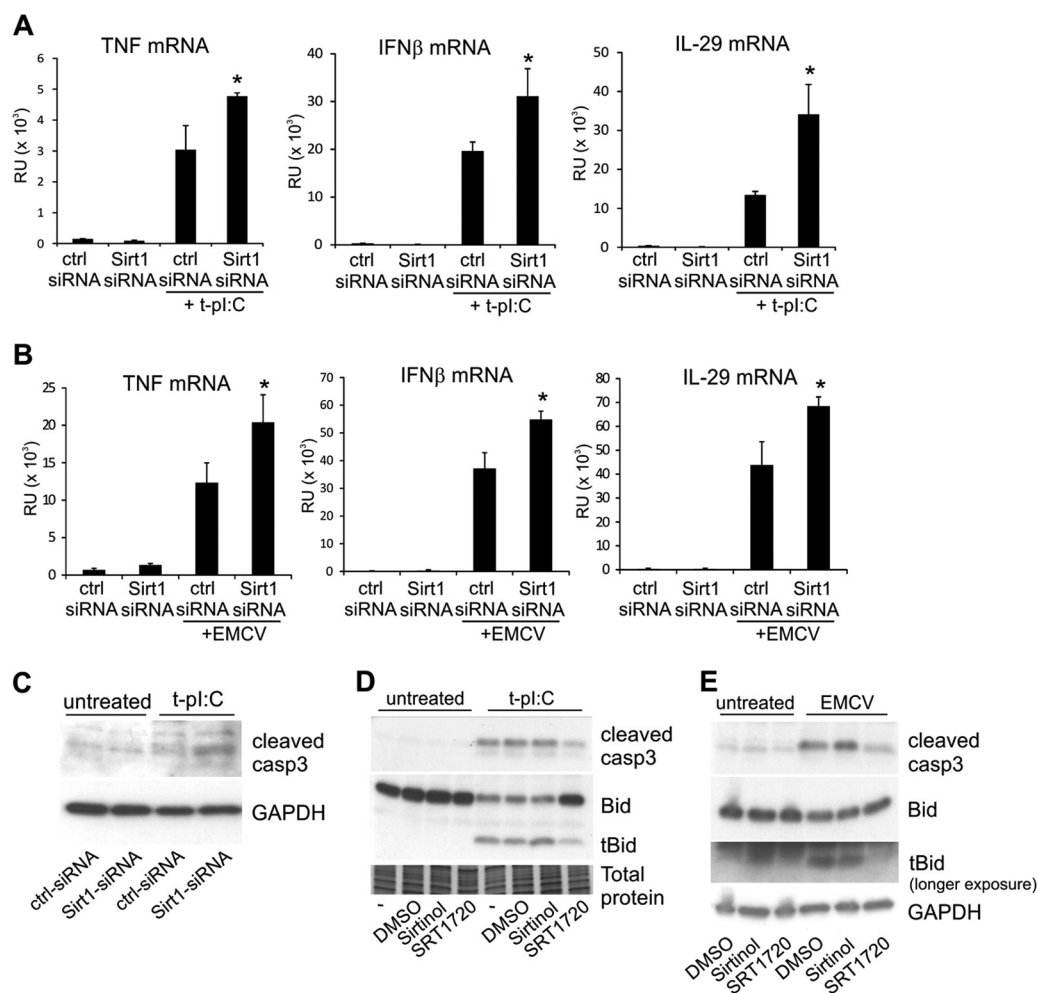 A
TNF mRNA
IFNβ mRNA
IL-29 mRNA
RU (x 10³)
6
5
4
3
2
1
0
*
ctrl siRNA
Sirt1 siRNA
ctrl siRNA
Sirt1 siRNA
+ t-pI:C
RU (x 10³)
40
30
20
10
0
*
ctrl siRNA
Sirt1 siRNA
ctrl siRNA
Sirt1 siRNA
+ t-pI:C
RU (x 10³)
50
40
30
20
10
0
*
ctrl siRNA
Sirt1 siRNA
ctrl siRNA
Sirt1 siRNA
+ t-pI:C
B
TNF mRNA
IFNβ mRNA
IL-29 mRNA
RU (x 10³)
25
20
15
10
5
0
*
ctrl siRNA
Sirt1 siRNA
ctrl siRNA
Sirt1 siRNA
+EMCV
RU (x 10³)
70
60
50
40
30
20
10
0
*
ctrl siRNA
Sirt1 siRNA
ctrl siRNA
Sirt1 siRNA
+EMCV
RU (x 10³)
80
70
60
50
40
30
20
10
0
*
ctrl siRNA
Sirt1 siRNA
ctrl siRNA
Sirt1 siRNA
+EMCV
C
untreated
t-pI:C
cleaved
casp3
GAPDH
ctrl-siRNA
Sirt1-siRNA
ctrl-siRNA
Sirt1-siRNA
D
untreated
t-pI:C
cleaved
casp3
Bid
tBid
Total
protein
-
DMSO
Sirtinol
SRT1720
-
DMSO
Sirtinol
SRT1720
E
untreated
EMCV
cleaved
casp3
Bid
tBid
(longer exposure)
GAPDH
DMSO
Sirtinol
SRT1720
DMSO
Sirtinol
SRT1720